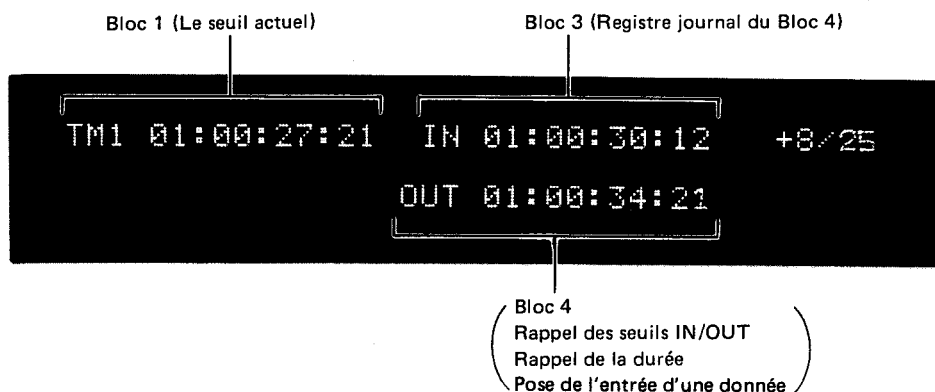 Bloc 1 (Le seuil actuel)
Bloc 3 (Registre journal du Bloc 4)
TM1 01:00:27:21 IN 01:00:30:12 +8/25
OUT 01:00:34:21
Bloc 4
Rappel des seuils IN/OUT
Rappel de la durée
Pose de l'entrée d'une donnée